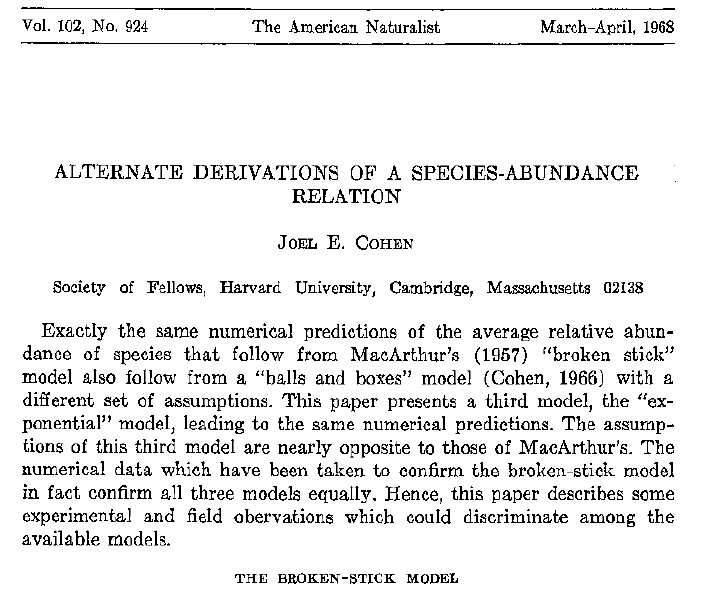 Vol. 102, No. 924 The American Naturalist March-April, 1968
ALTERNATE DERIVATIONS OF A SPECIES-ABUNDANCE
RELATION
JOEL E. COHEN
Society of Fellows, Harvard University, Cambridge, Massachusetts 02138
Exactly the same numerical predictions of the average relative abun-
dance of species that follow from MacArthur's (1957) "broken stick"
model also follow from a "balls and boxes" model (Cohen, 1966) with a
different set of assumptions. This paper presents a third model, the "ex-
ponential" model, leading to the same numerical predictions. The assump-
tions of this third model are nearly opposite to those of MacArthur's. The
numerical data which have been taken to confirm the broken-stick model
in fact confirm all three models equally. Hence, this paper describes some
experimental and field obervations which could discriminate among the
available models.
THE BROKEN-STICK MODEL